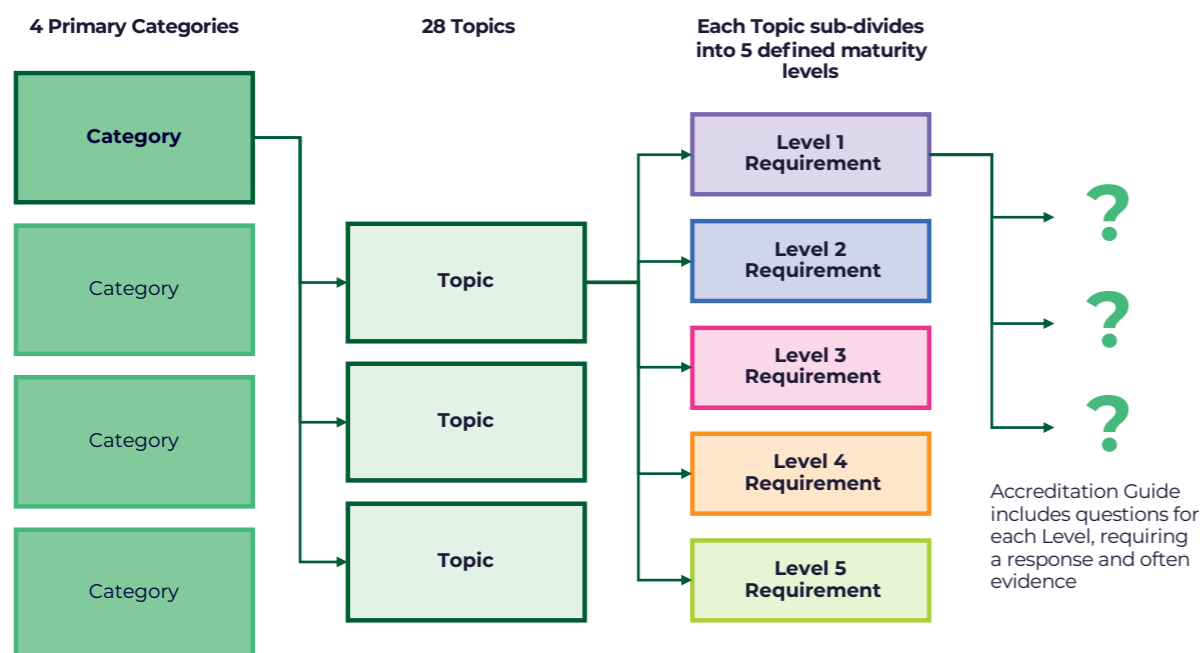 4 Primary Categories
28 Topics
Each Topic sub-divides
into 5 defined maturity
levels
Category
Category
Category
Category
Topic
Topic
Topic
Level 1
Requirement
Level 2
Requirement
Level 3
Requirement
Level 4
Requirement
Level 5
Requirement
?
?
?
Accreditation Guide
includes questions for
each Level, requiring
a response and often
evidence